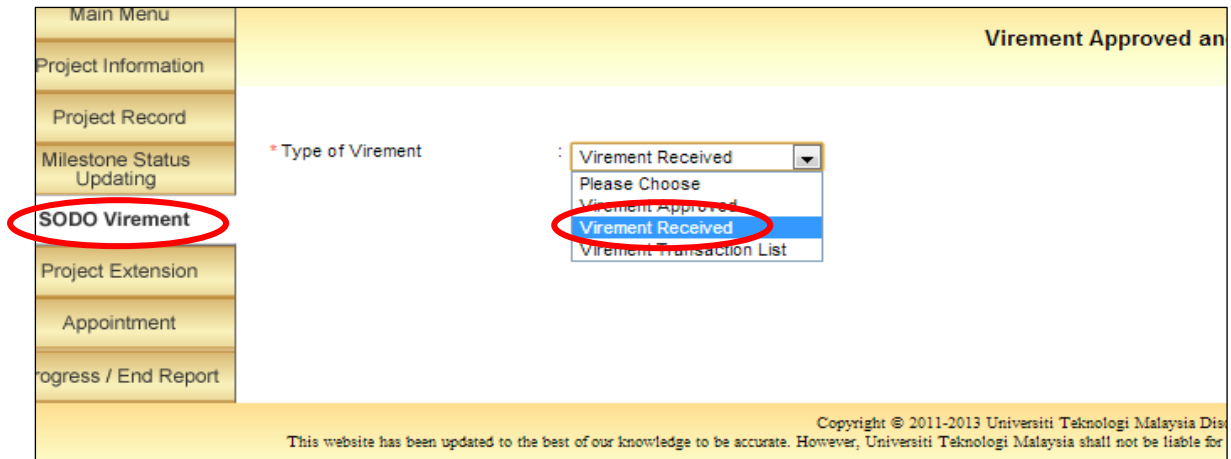 Main Menu
Project Information
Project Record
Milestone Status
Updating
SODO Virement
Project Extension
Appointment
rogress / End Report
Virement Approved an
* Type of Virement : Virement Received
Please Choose
Virement Approved
Virement Received
Virement Transaction List
Copyright © 2011-2013 Universiti Teknologi Malaysia Dis
This website has been updated to the best of our knowledge to be accurate. However, Universiti Teknologi Malaysia shall not be liable for